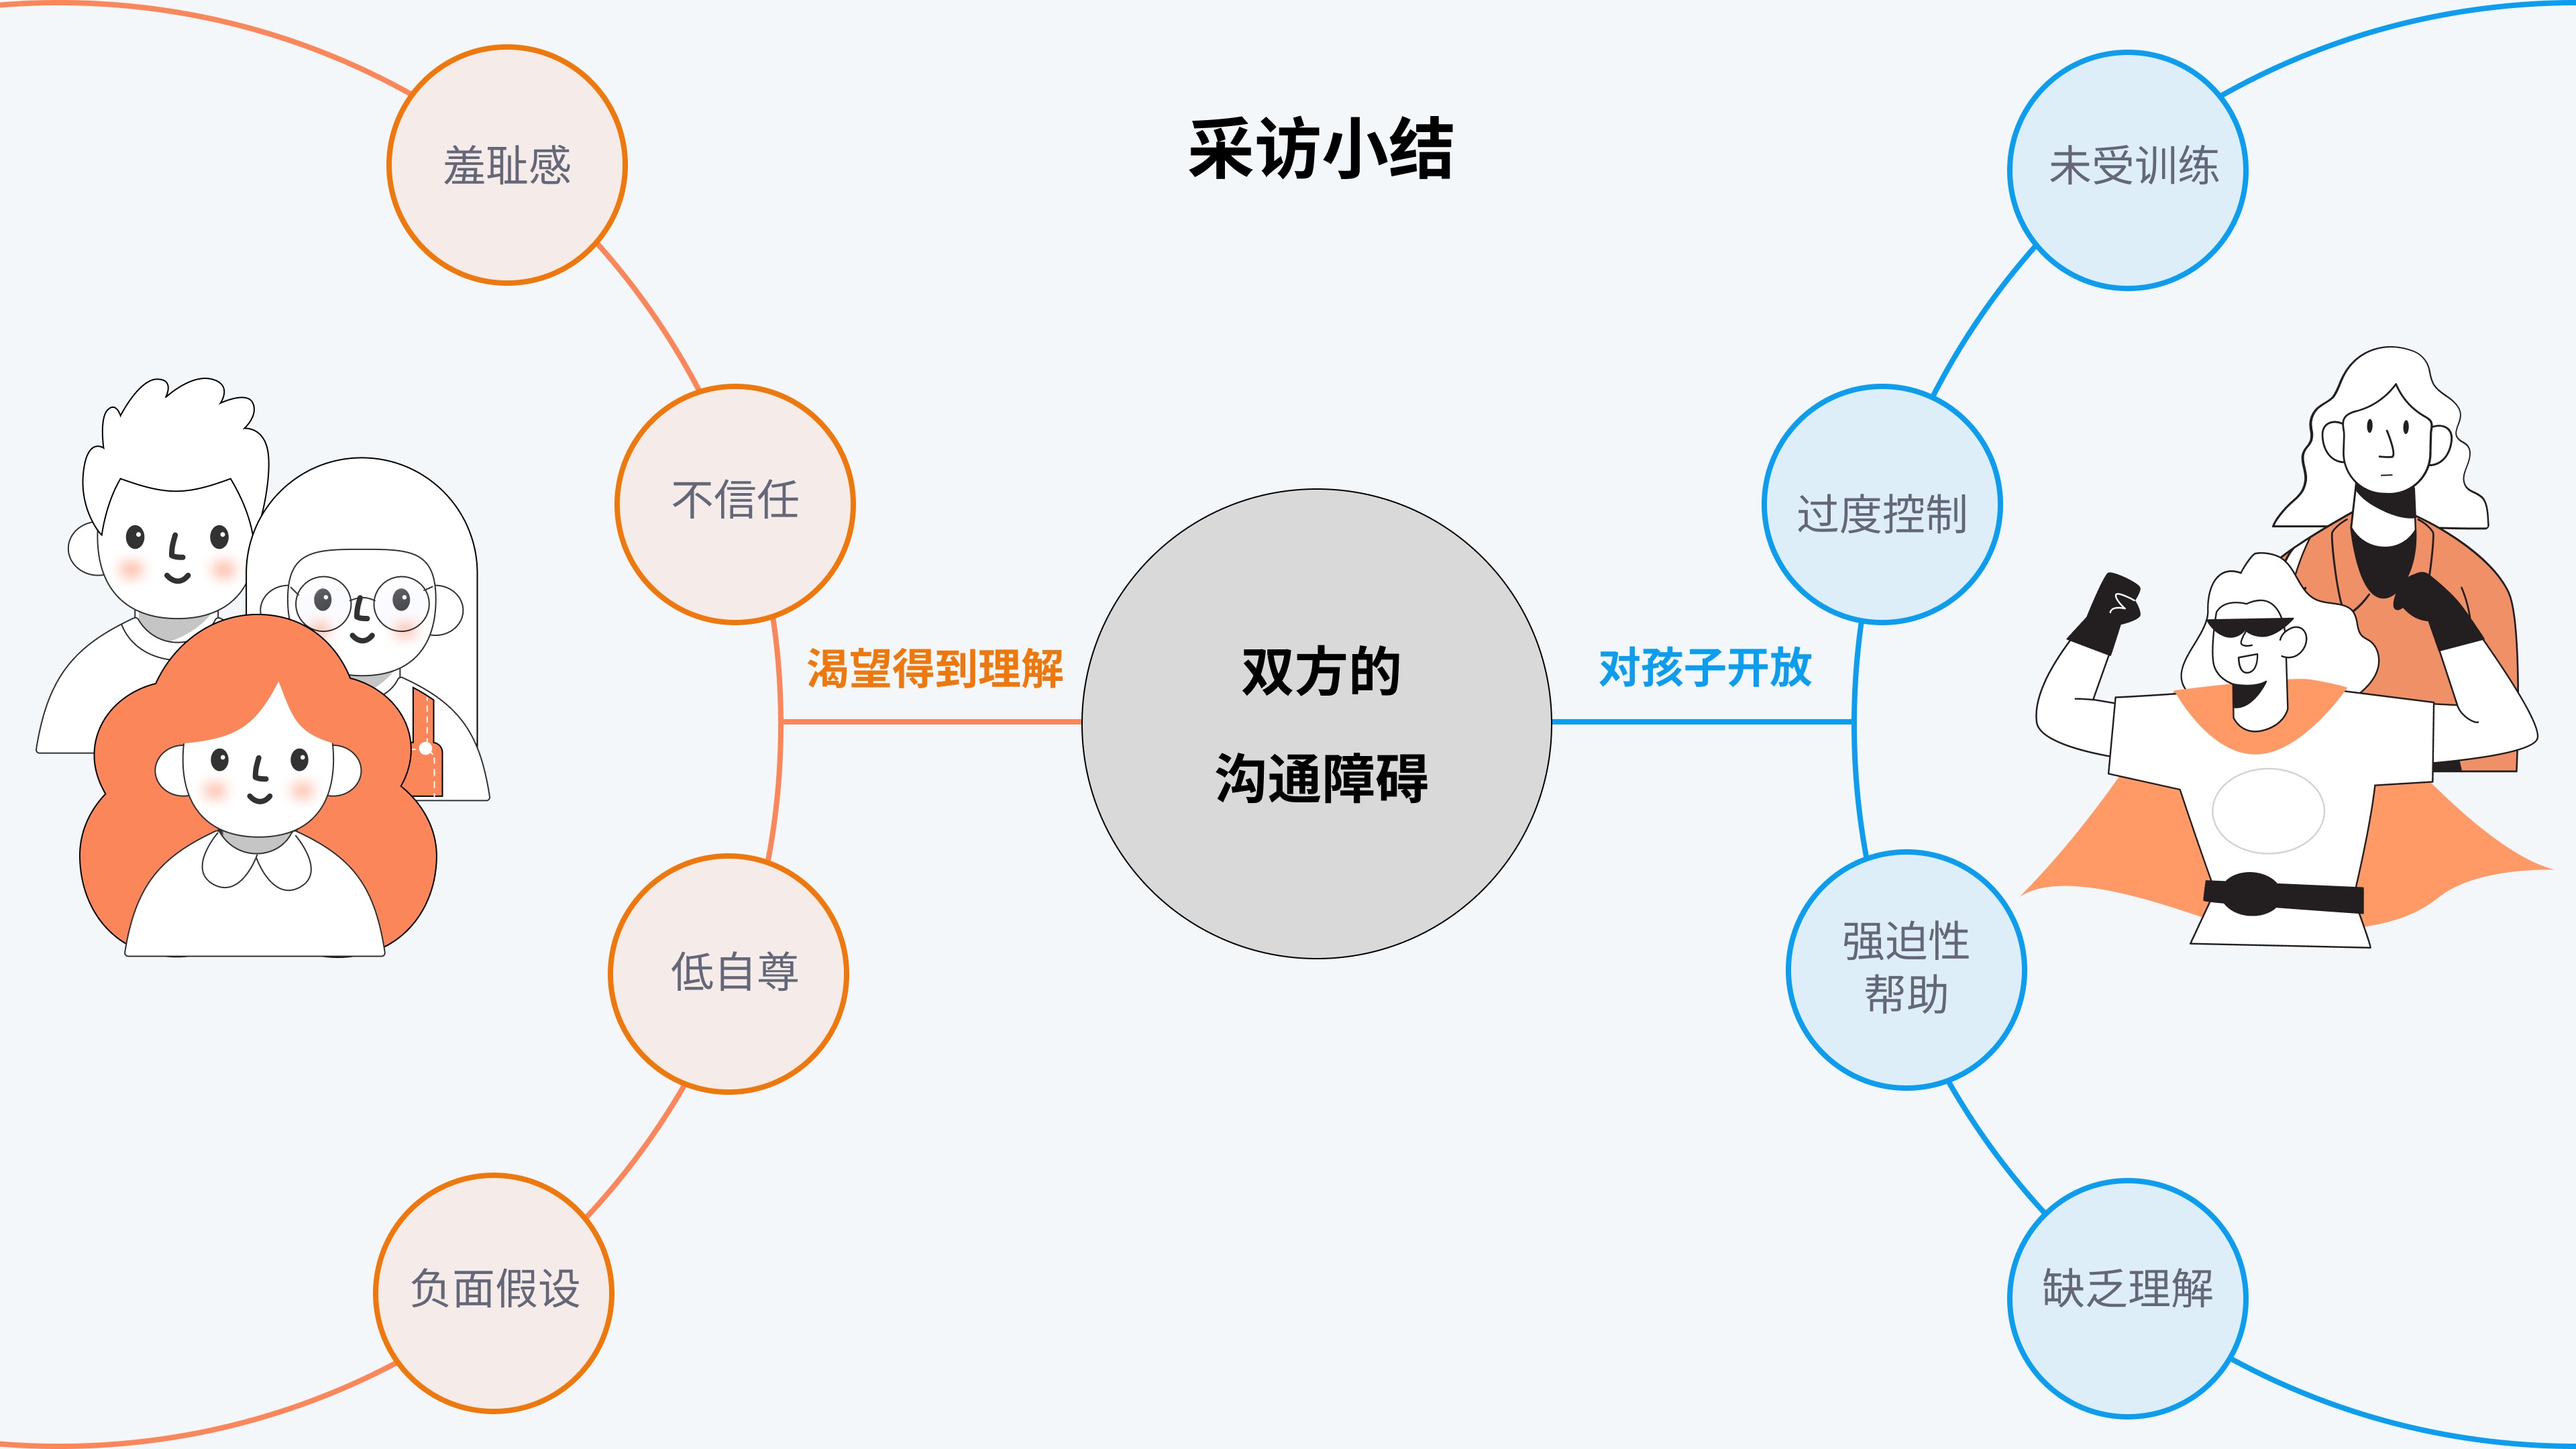 采访小结
羞耻感
不信任
低自尊
负面假设
渴望得到理解
双方的
沟通障碍
对孩子开放
未受训练
过度控制
强迫性
帮助
缺乏理解